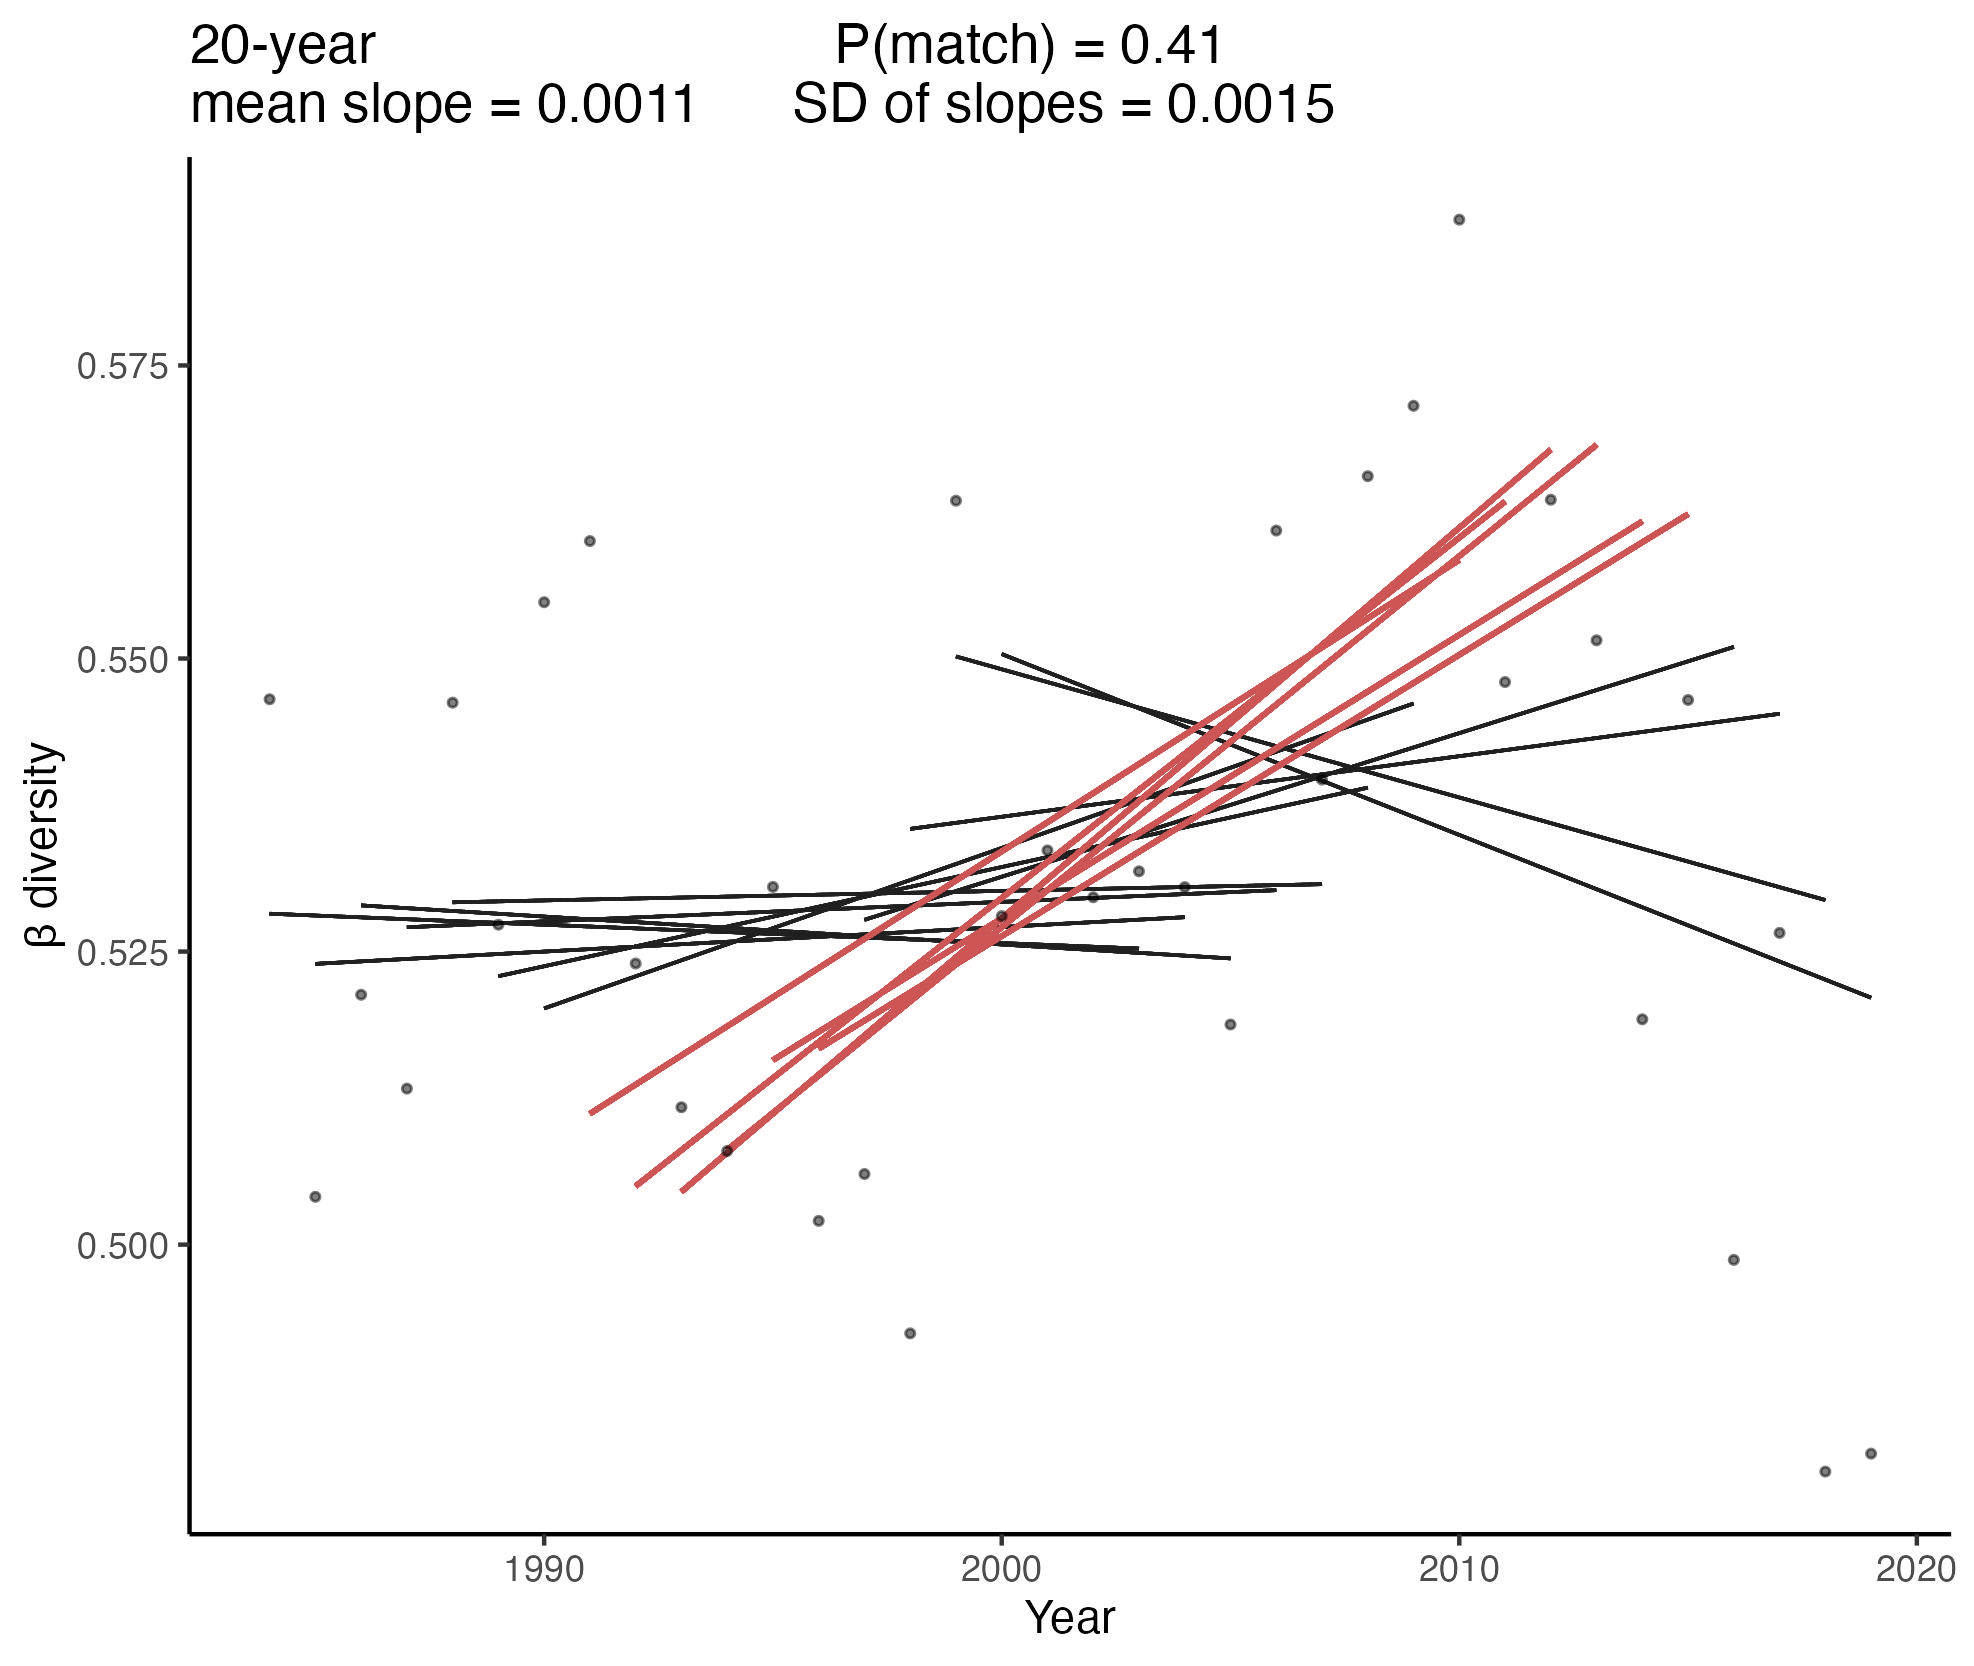 20-year P(match) = 0.41
mean slope = 0.0011 SD of slopes = 0.0015
β diversity
0.575
0.550
0.525
0.500
1990 2000 2010 2020
Year